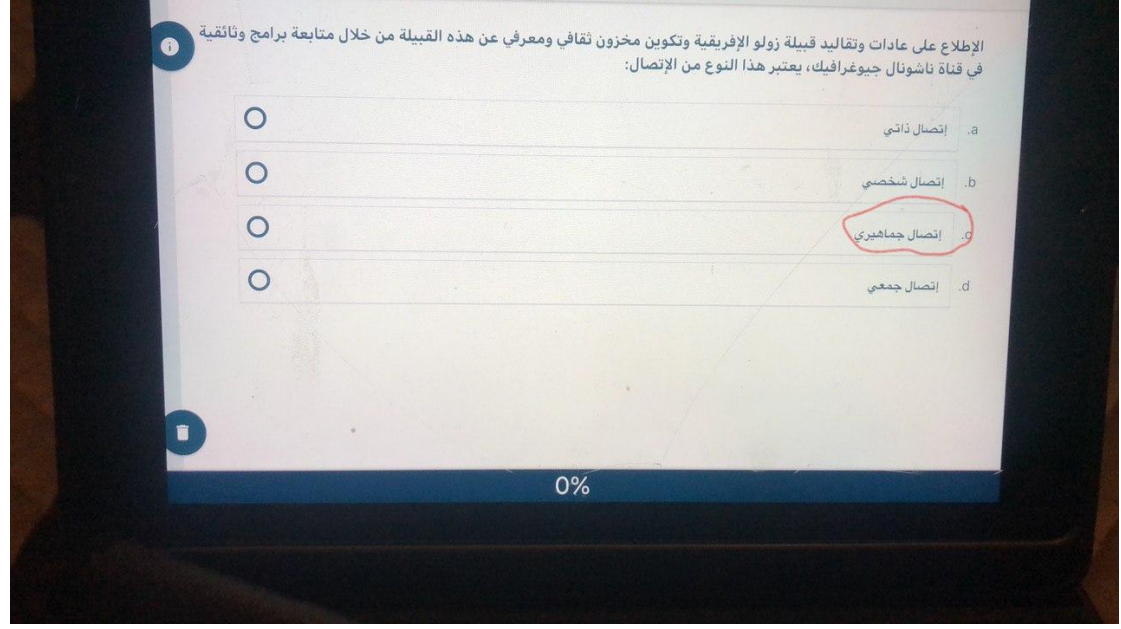 الإطلاع على عادات وتقاليد قبيلة زولو الإفريقية وتكوين مخزون ثقافي ومعرفي عن هذه القبيلة من خلال متابعة برامج وثائقية
في قناة ناشونال جيوغرافيك، يعتبر هذا النوع من الإتصال:
a. إتصال ذاتي
b. إتصال شخصي
c. إتصال جماهيري
d. إتصال جمعي
0%